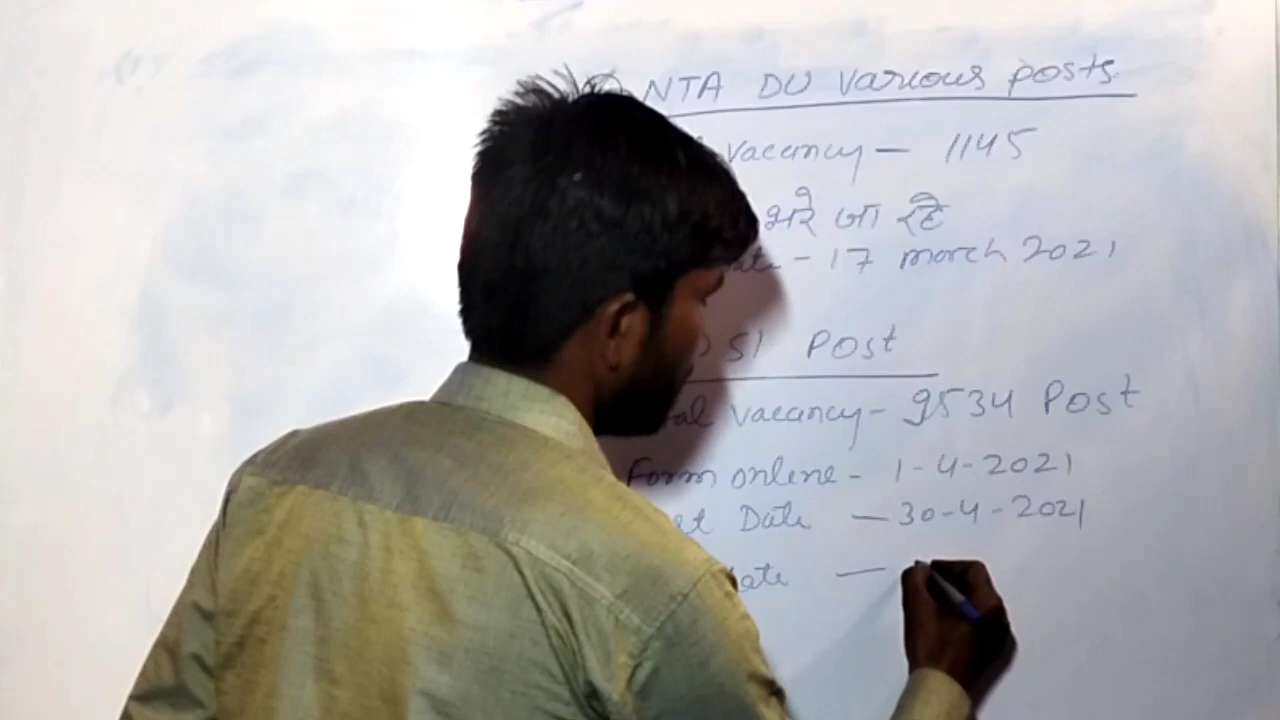 NTA DU various posts
vacancy - 1145
भरे जा रहे
17 march 2021
SI Post
vacancy - 9534 Post
Form online - 1-4-2021
Date - 30-4-2021